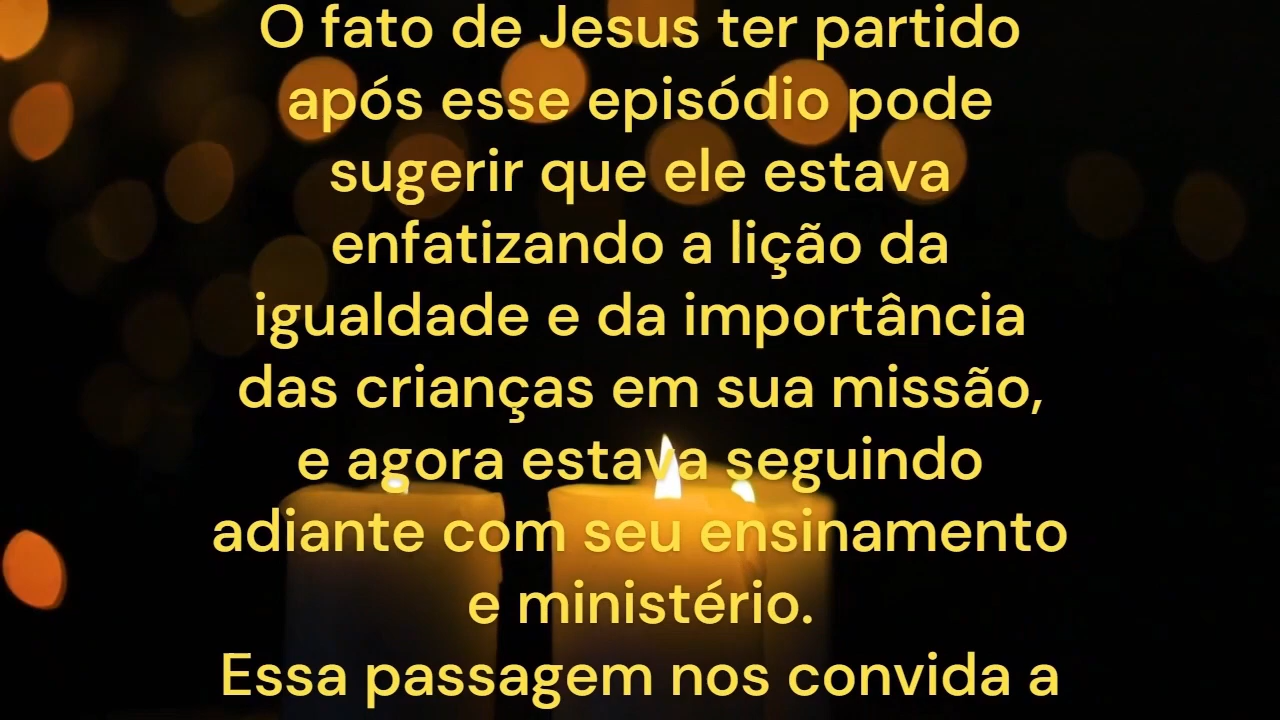 O fato de Jesus ter partido
após esse episódio pode
sugerir que ele estava
enfatizando a lição da
igualdade e da importância
das crianças em sua missão,
e agora estava seguindo
adiante com seu ensinamento
e ministério.
Essa passagem nos convida a